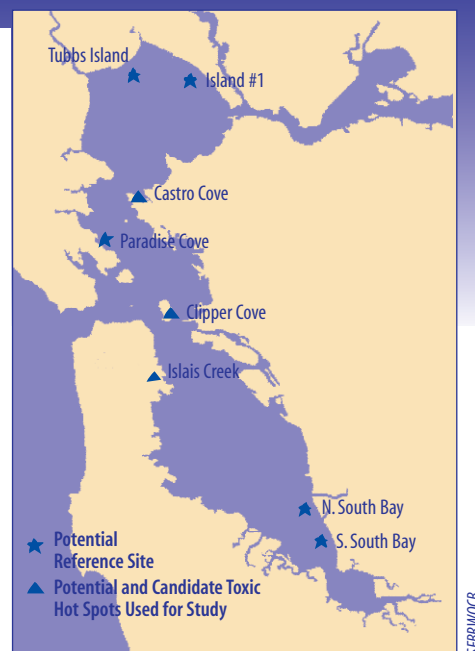 Tubbs Island
Island #1
Castro Cove
Paradise Cove
Clipper Cove
Islais Creek
N. South Bay
S. South Bay
Potential
Reference Site
Potential and Candidate Toxic
Hot Spots Used for Study